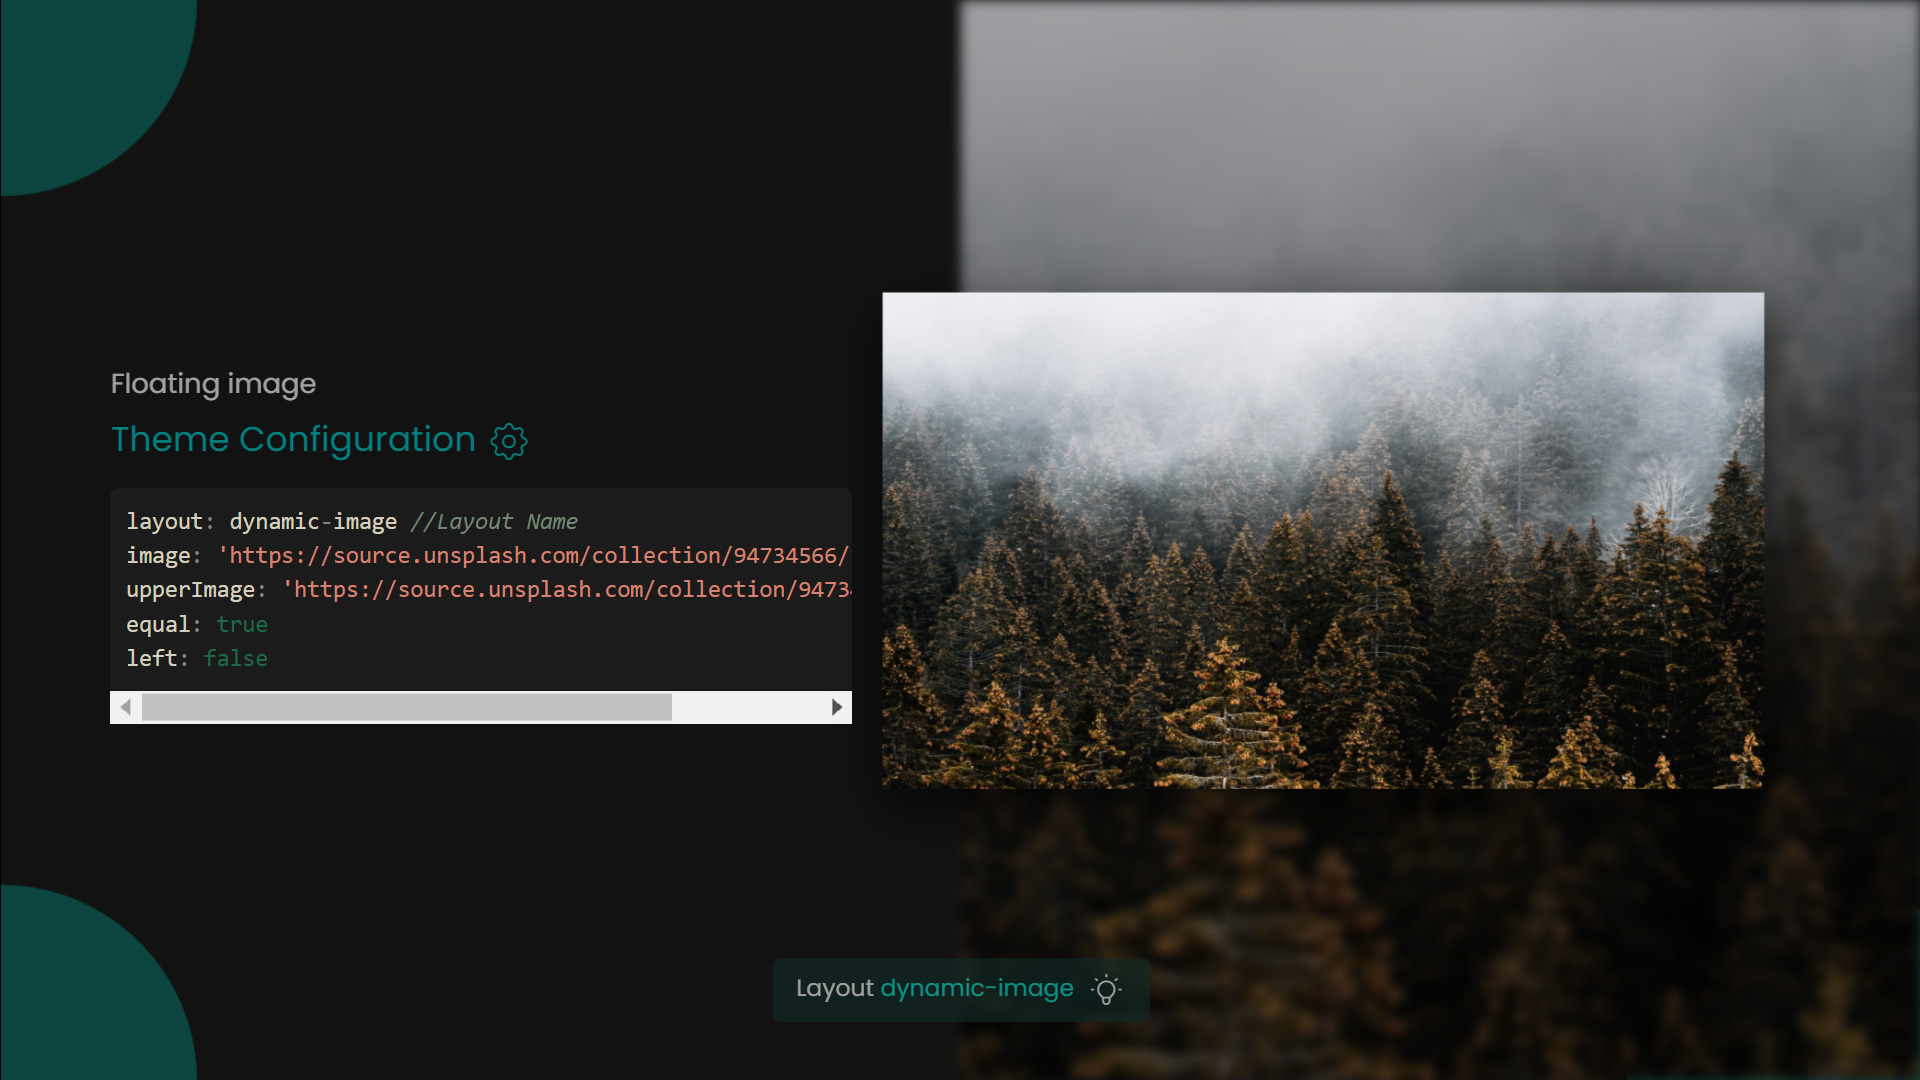 Floating image
Theme Configuration
layout: dynamic-image //Layout Name
image: 'https://source.unsplash.com/collection/94734566/
upperImage: 'https://source.unsplash.com/collection/9473
equal: true
left: false
Layout dynamic-image